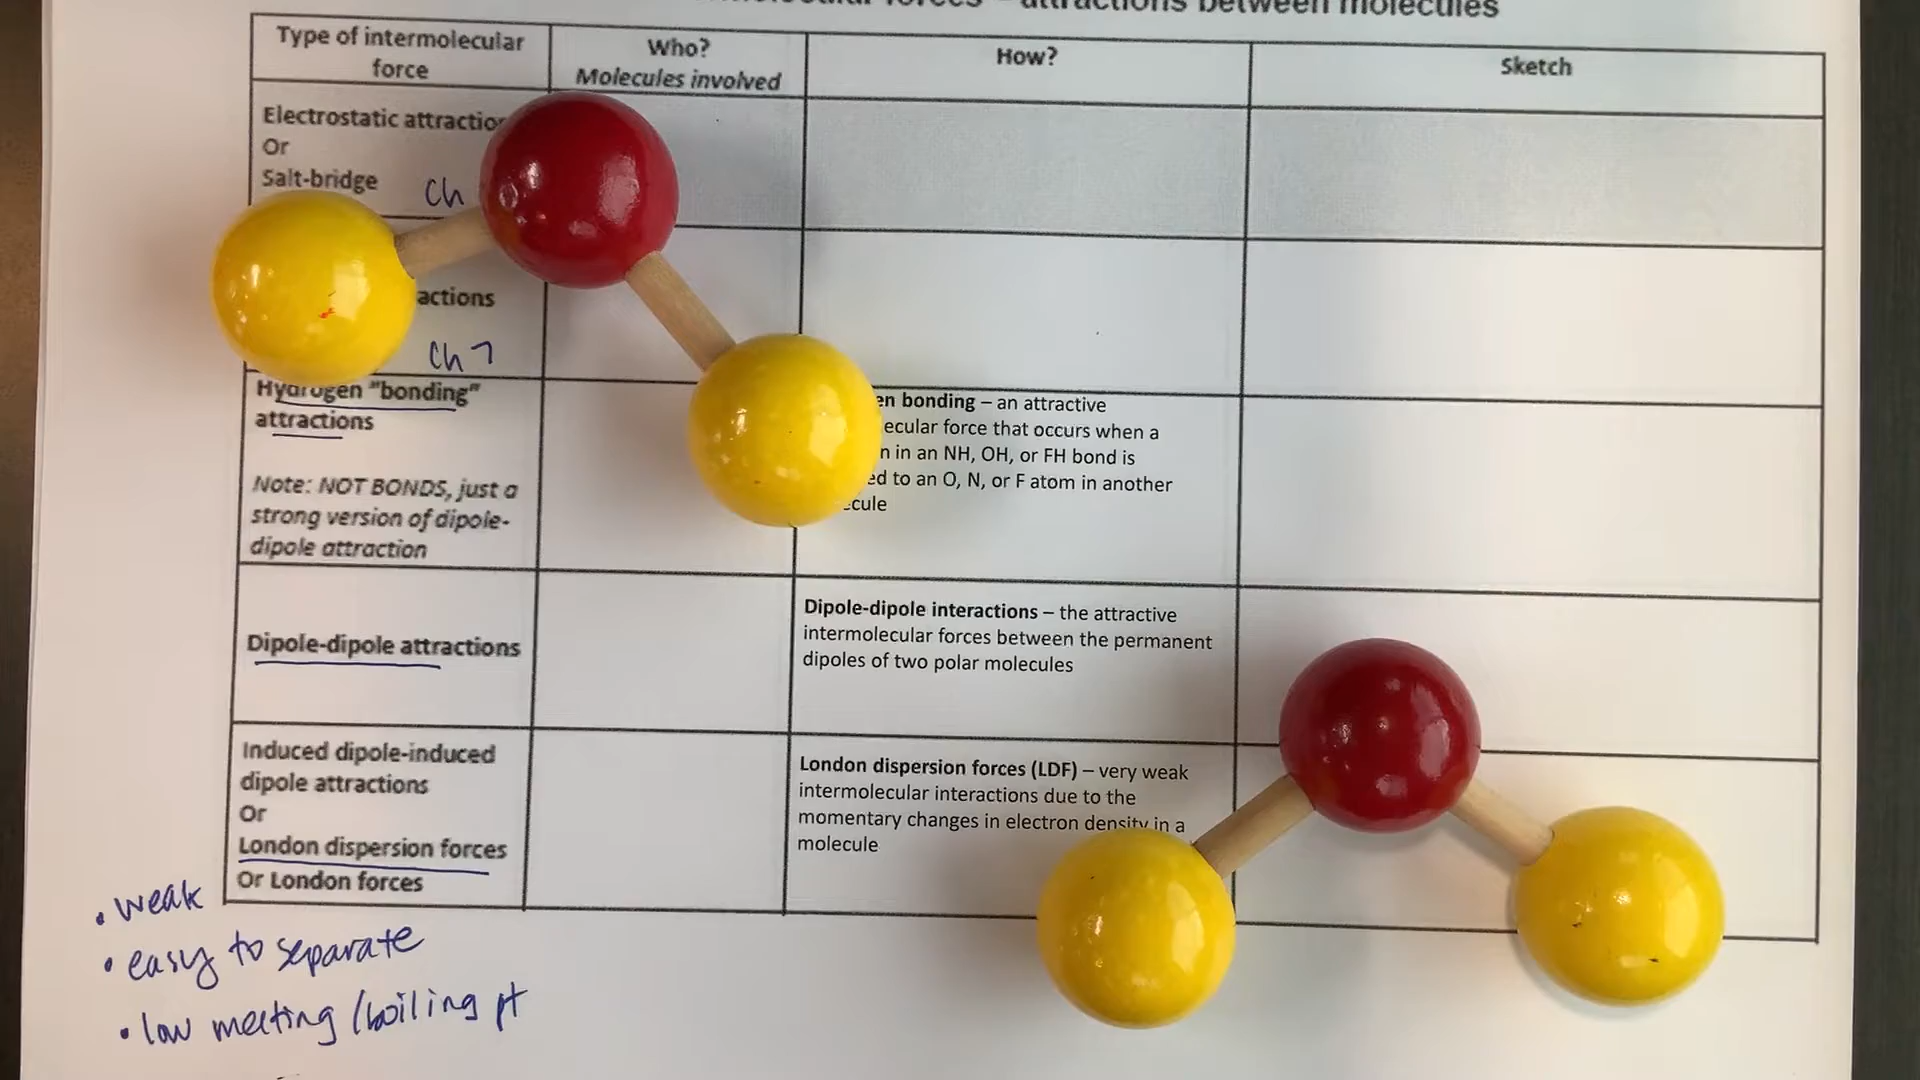 forces – attractions between molecules
Type of intermolecular
force
Who?
Molecules involved
How?
Sketch
Electrostatic attraction
Or
Salt-bridge
Ch
actions
Ch 7
Hydrogen "bonding"
attractions
Note: NOT BONDS, just a
strong version of dipole-
dipole attraction
en bonding – an attractive
ecular force that occurs when a
n in an NH, OH, or FH bond is
ed to an O, N, or F atom in another
ecule
Dipole-dipole attractions
Dipole-dipole interactions – the attractive
intermolecular forces between the permanent
dipoles of two polar molecules
Induced dipole-induced
dipole attractions
Or
London dispersion forces
Or London forces
London dispersion forces (LDF) – very weak
intermolecular interactions due to the
momentary changes in electron density in a
molecule
• weak
• easy to separate
• low melting /boiling pt